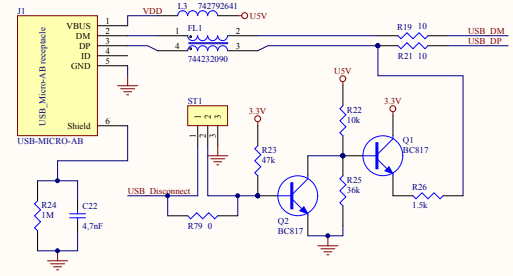 J1
VDD
L3 742792641
U5V
VBUS 1
DM 2
DP 3
ID 4
GND 5
USB_Micro-AB receptacle
Shield 6
USB-MICRO-AB
FL1
1 2
4 3
744232090
R19 10
USB_DM
USB_DP
R21 10
U5V
ST1
1 2 3
1 2 3
3.3V
R22
10k
3.3V
Q1
BC817
R23
47k
USB_Disconnect
R25
36k
R26
1.5k
R24
1M
C22
4,7nF
R79 0
Q2
BC817